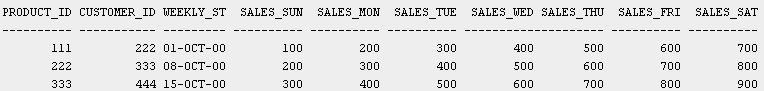 PRODUCT_ID CUSTOMER_ID WEEKLY_ST SALES_SUN SALES_MON SALES_TUE SALES_WED SALES_THU SALES_FRI SALES_SAT
---------- ----------- --------- ---------- ---------- ---------- ---------- ---------- ---------- ----------
111 222 01-OCT-00 100 200 300 400 500 600 700
222 333 08-OCT-00 200 300 400 500 600 700 800
333 444 15-OCT-00 300 400 500 600 700 800 900